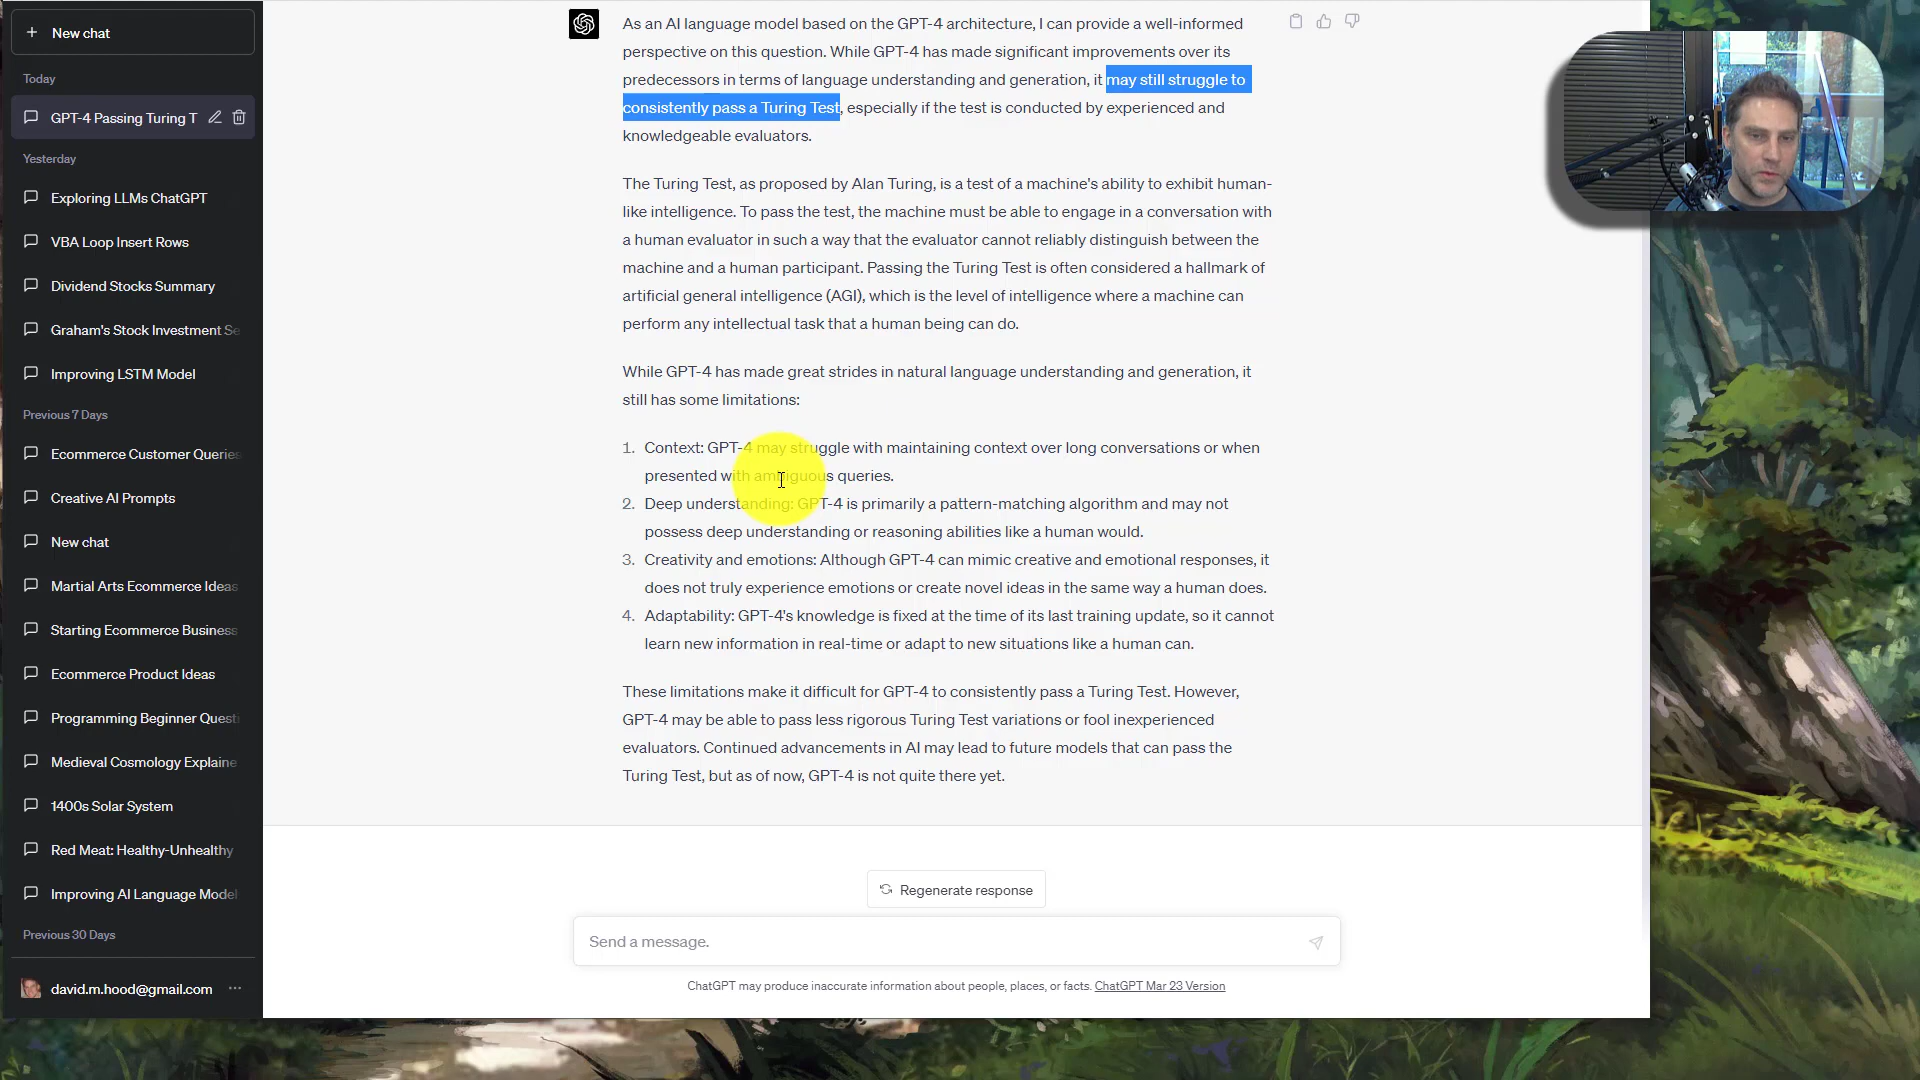 New chat
Today
GPT-4 Passing Turing T
Yesterday
Exploring LLMs ChatGPT
VBA Loop Insert Rows
Dividend Stocks Summary
Graham's Stock Investment Se
Improving LSTM Model
Previous 7 Days
Ecommerce Customer Queries
Creative AI Prompts
New chat
Martial Arts Ecommerce Ideas
Starting Ecommerce Business
Ecommerce Product Ideas
Programming Beginner Questi
Medieval Cosmology Explaine
1400s Solar System
Red Meat: Healthy-Unhealthy
Improving AI Language Model
Previous 30 Days
david.m.hood@gmail.com
As an AI language model based on the GPT-4 architecture, I can provide a well-informed
perspective on this question. While GPT-4 has made significant improvements over its
predecessors in terms of language understanding and generation, it may still struggle to
consistently pass a Turing Test, especially if the test is conducted by experienced and
knowledgeable evaluators.
The Turing Test, as proposed by Alan Turing, is a test of a machine's ability to exhibit human-
like intelligence. To pass the test, the machine must be able to engage in a conversation with
a human evaluator in such a way that the evaluator cannot reliably distinguish between the
machine and a human participant. Passing the Turing Test is often considered a hallmark of
artificial general intelligence (AGI), which is the level of intelligence where a machine can
perform any intellectual task that a human being can do.
While GPT-4 has made great strides in natural language understanding and generation, it
still has some limitations:
1. Context: GPT-4 may struggle with maintaining context over long conversations or when
presented with ambiguous queries.
2. Deep understanding: GPT-4 is primarily a pattern-matching algorithm and may not
possess deep understanding or reasoning abilities like a human would.
3. Creativity and emotions: Although GPT-4 can mimic creative and emotional responses, it
does not truly experience emotions or create novel ideas in the same way a human does.
4. Adaptability: GPT-4's knowledge is fixed at the time of its last training update, so it cannot
learn new information in real-time or adapt to new situations like a human can.
These limitations make it difficult for GPT-4 to consistently pass a Turing Test. However,
GPT-4 may be able to pass less rigorous Turing Test variations or fool inexperienced
evaluators. Continued advancements in AI may lead to future models that can pass the
Turing Test, but as of now, GPT-4 is not quite there yet.
Regenerate response
Send a message.
ChatGPT may produce inaccurate information about people, places, or facts. ChatGPT Mar 23 Version